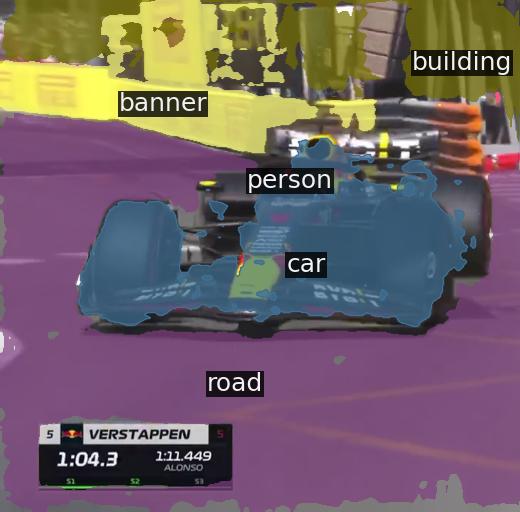 building
banner
person
car
road
5 VERSTAPPEN 5
1:04.3 1:11.449
ALONSO
S1 S2 S3